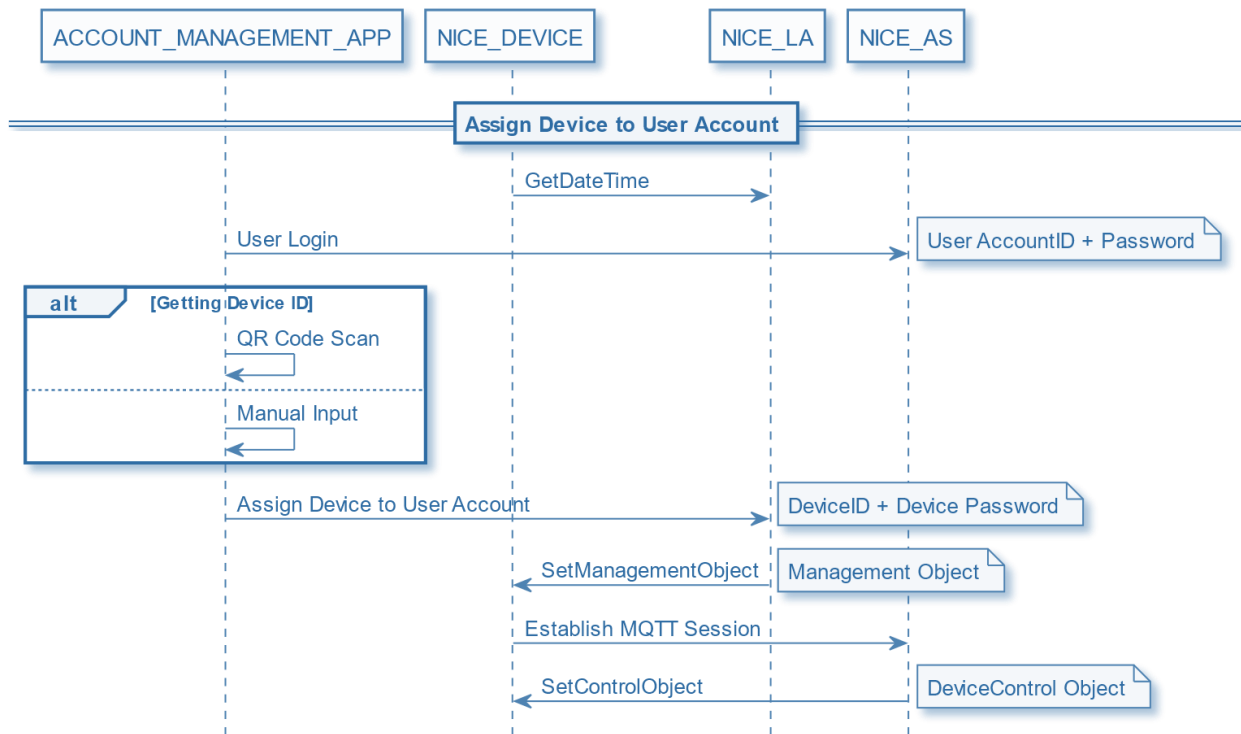 ACCOUNT_MANAGEMENT_APP
NICE_DEVICE
NICE_LA
NICE_AS
Assign Device to User Account
GetDateTime
User Login
User AccountID + Password
alt
[Getting Device ID]
QR Code Scan
Manual Input
Assign Device to User Account
DeviceID + Device Password
SetManagementObject
Management Object
Establish MQTT Session
SetControlObject
DeviceControl Object